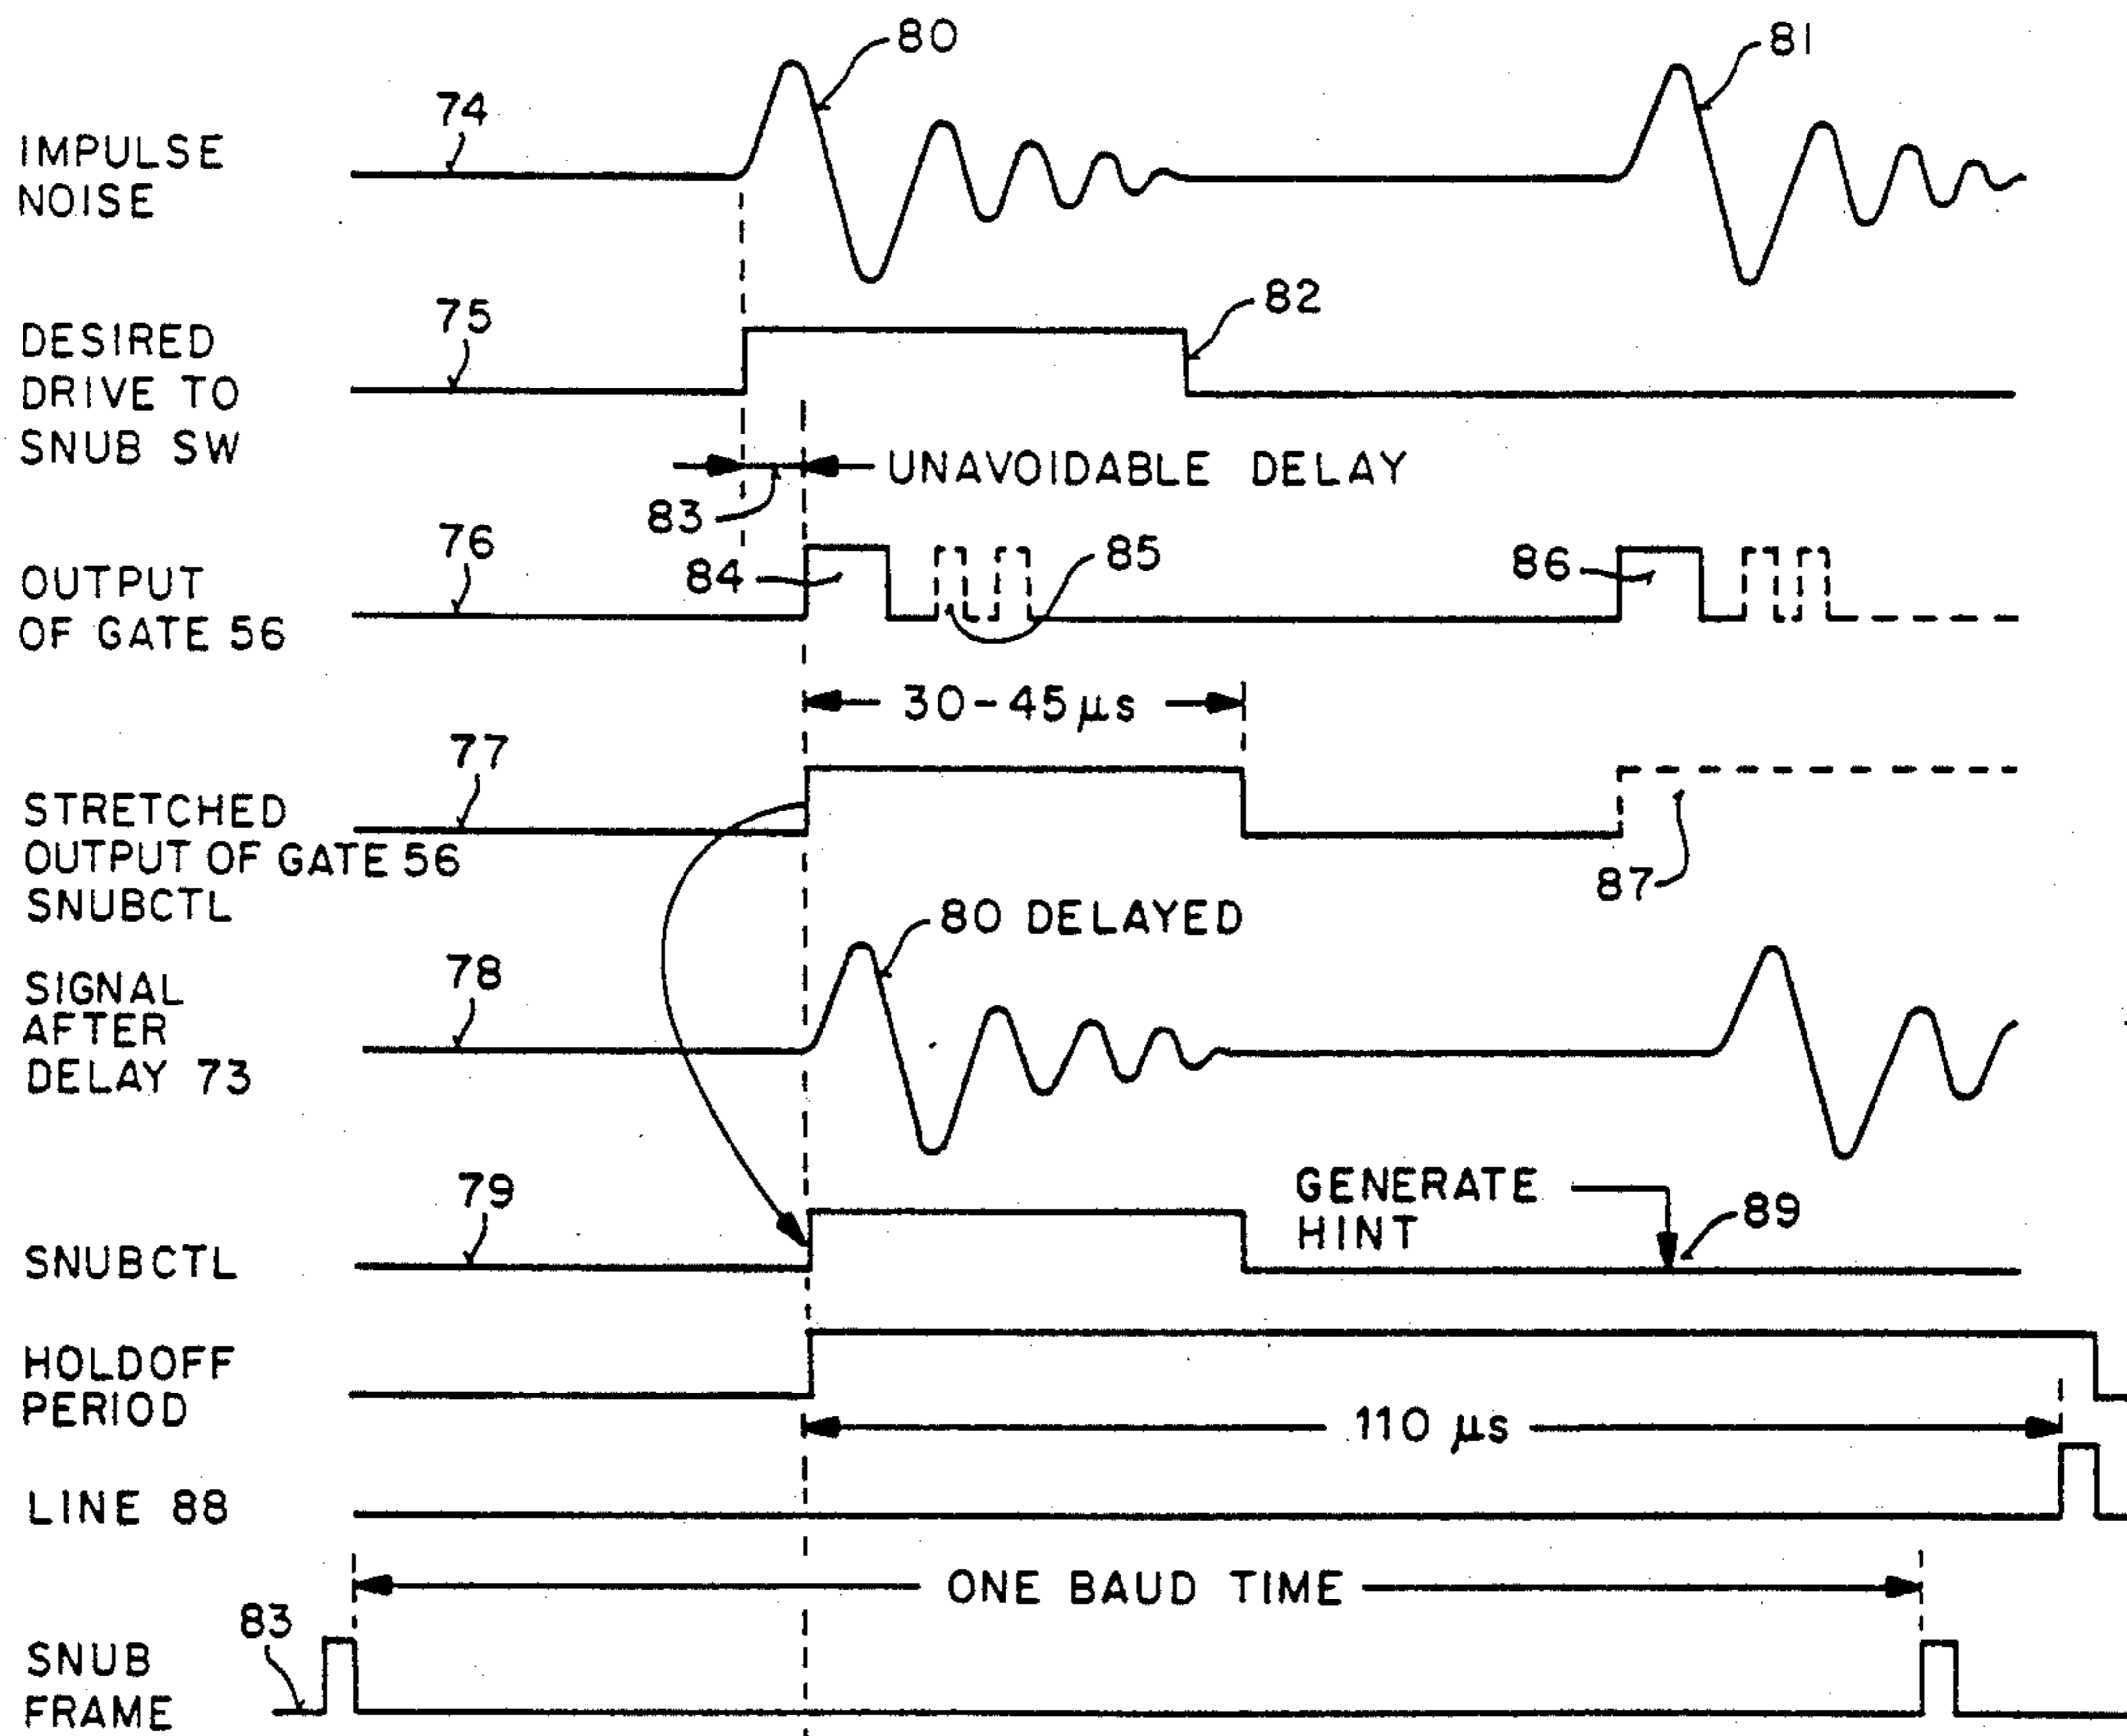 80
81
74
IMPULSE
NOISE
82
75
DESIRED
DRIVE TO
SNUB SW
UNAVOIDABLE DELAY
83
76
84
85
86
OUTPUT
OF GATE 56
30-45μs
77
STRETCHED
OUTPUT OF GATE 56
SNUBCTL
87
80 DELAYED
78
SIGNAL
AFTER
DELAY 73
79
GENERATE
HINT
89
SNUBCTL
HOLDOFF
PERIOD
110 μs
LINE 88
ONE BAUD TIME
83
SNUB
FRAME